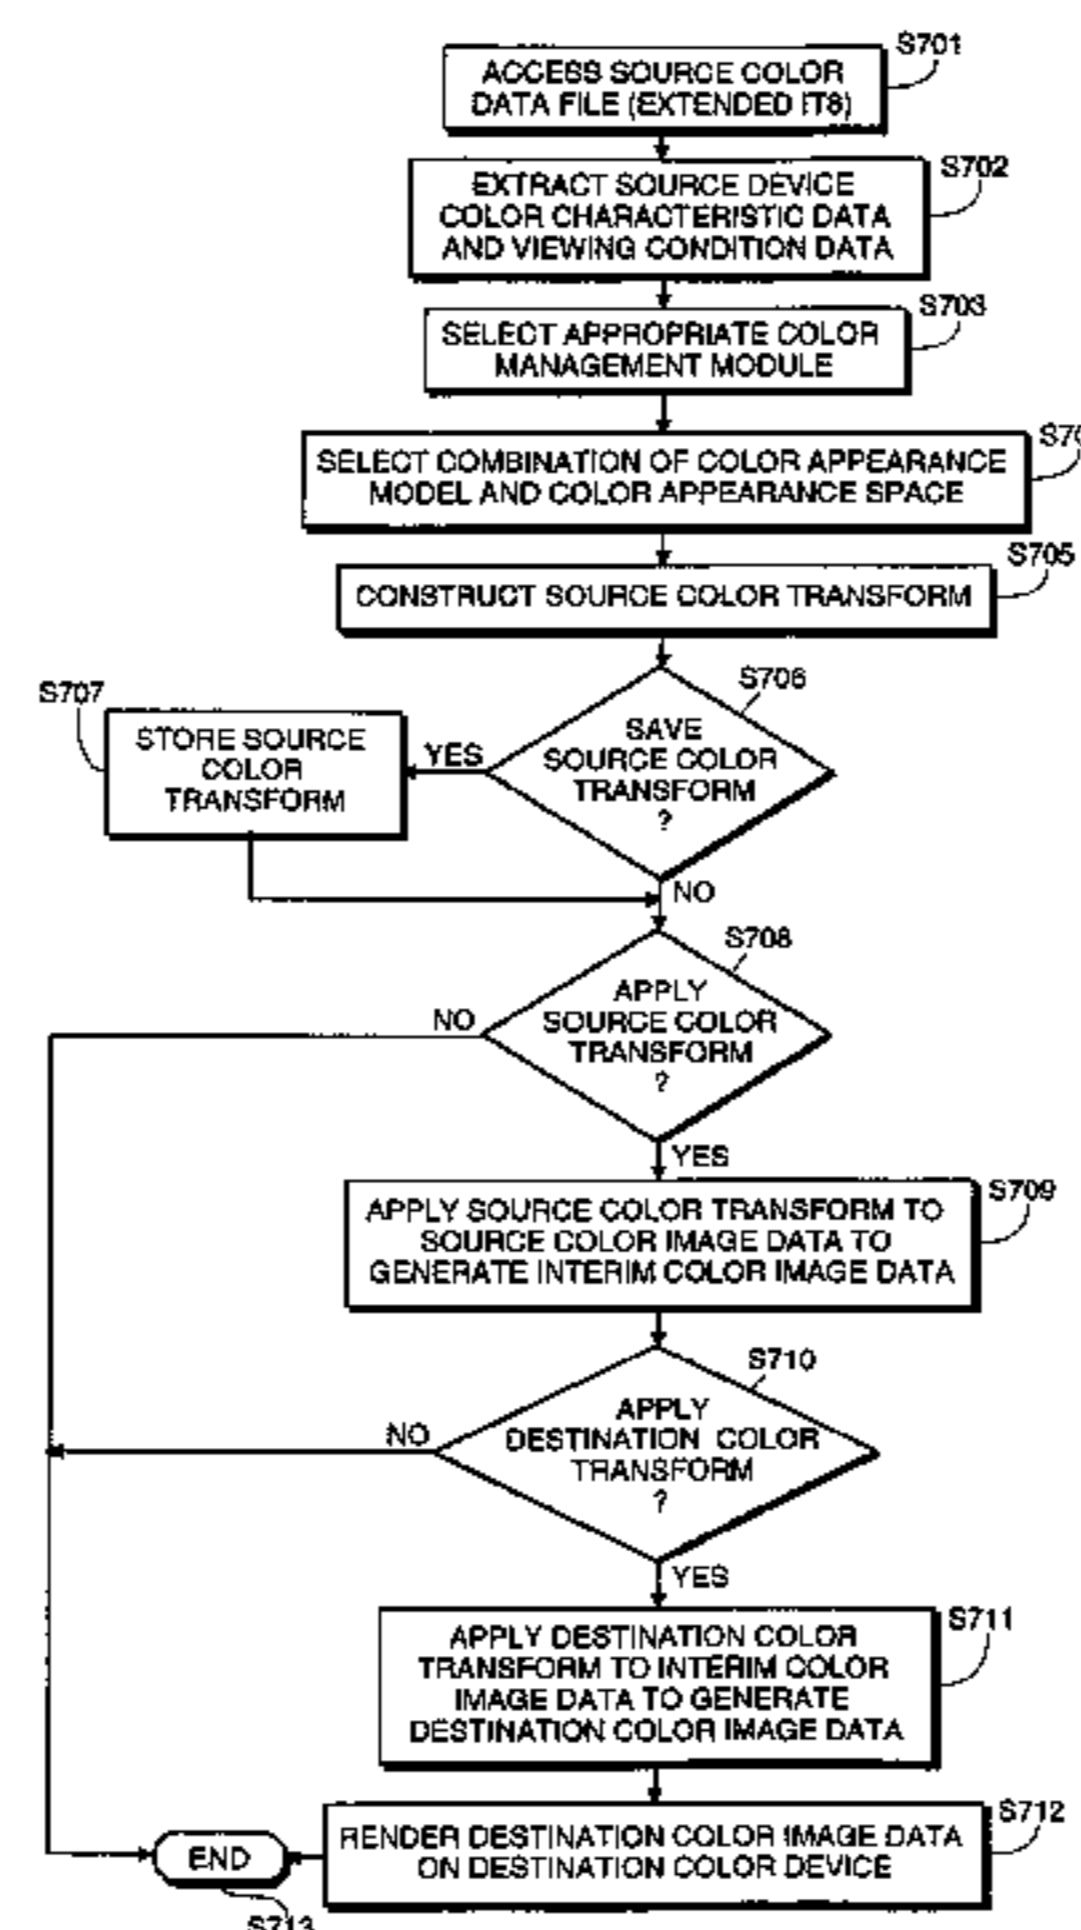 S701
ACCESS SOURCE COLOR
DATA FILE (EXTENDED IT8)
S702
EXTRACT SOURCE DEVICE
COLOR CHARACTERISTIC DATA
AND VIEWING CONDITION DATA
S703
SELECT APPROPRIATE COLOR
MANAGEMENT MODULE
SELECT COMBINATION OF COLOR APPEARANCE
MODEL AND COLOR APPEARANCE SPACE
S705
CONSTRUCT SOURCE COLOR TRANSFORM
S706
SAVE
SOURCE COLOR
TRANSFORM
?
YES
S707
STORE SOURCE
COLOR
TRANSFORM
NO
S708
APPLY
SOURCE COLOR
TRANSFORM
?
NO
YES
S709
APPLY SOURCE COLOR TRANSFORM TO
SOURCE COLOR IMAGE DATA TO
GENERATE INTERIM COLOR IMAGE DATA
S710
APPLY
DESTINATION COLOR
TRANSFORM
?
NO
YES
S711
APPLY DESTINATION COLOR
TRANSFORM TO INTERIM COLOR
IMAGE DATA TO GENERATE
DESTINATION COLOR IMAGE DATA
S712
RENDER DESTINATION COLOR IMAGE DATA
ON DESTINATION COLOR DEVICE
END
S713